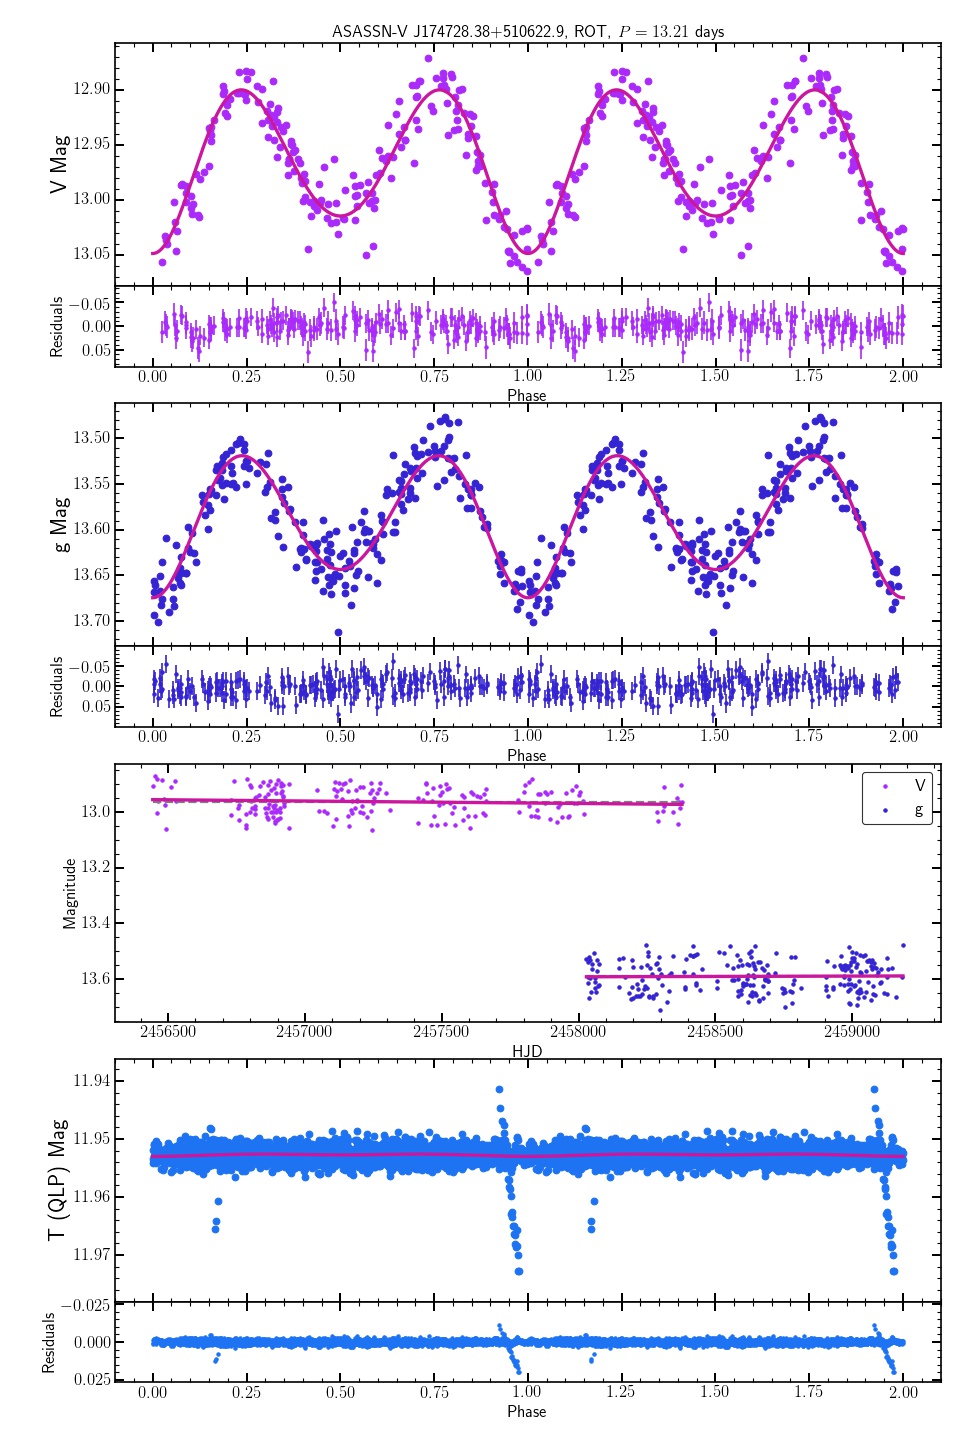 ASASSN-V J174728.38+510622.9, ROT, P = 13.21 days
V Mag
12.90
12.95
13.00
13.05
Residuals
−0.05
0.00
0.05
0.00 0.25 0.50 0.75 1.00 1.25 1.50 1.75 2.00
Phase
g Mag
13.50
13.55
13.60
13.65
13.70
Residuals
−0.05
0.00
0.05
0.00 0.25 0.50 0.75 1.00 1.25 1.50 1.75 2.00
Phase
Magnitude
13.0
13.2
13.4
13.6
V
g
2456500 2457000 2457500 2458000 2458500 2459000
HJD
T (QLP) Mag
11.94
11.95
11.96
11.97
Residuals
−0.025
0.000
0.025
0.00 0.25 0.50 0.75 1.00 1.25 1.50 1.75 2.00
Phase